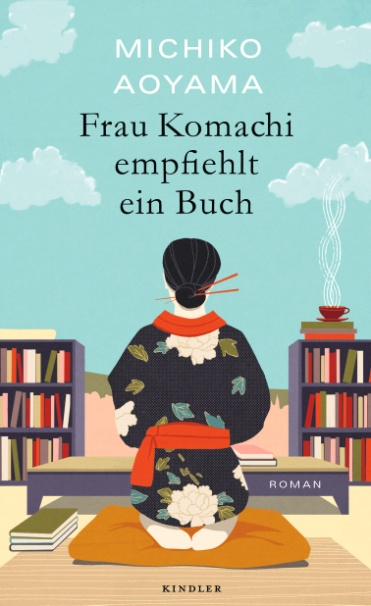 MICHIKO
AOYAMA
Frau Komachi
empfiehlt
ein Buch
ROMAN
KINDLER